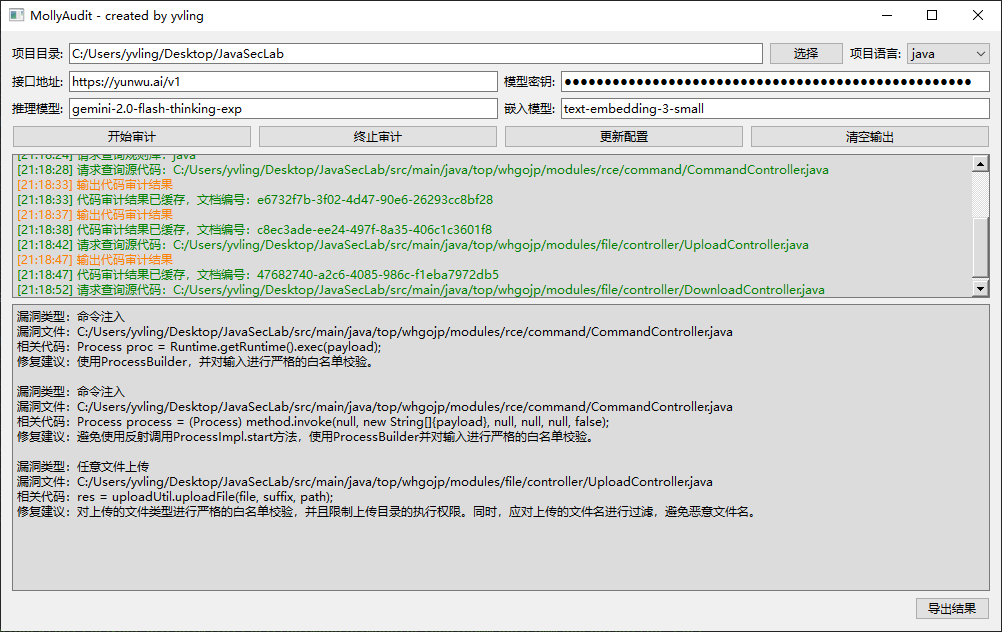 MollyAudit - created by yvling
项目目录: C:/Users/yvling/Desktop/JavaSecLab 选择 项目语言: java
接口地址: https://yunwu.ai/v1 模型密钥: ●●●●●●●●●●●●●●●●●●●●●●●●●●●●●●●●●●●●●●●●●●●●●●●●●●●
推理模型: gemini-2.0-flash-thinking-exp 嵌入模型: text-embedding-3-small
开始审计 终止审计 更新配置 清空输出
[21:18:24] 请求查询规则库：java
[21:18:28] 请求查询源代码：C:/Users/yvling/Desktop/JavaSecLab/src/main/java/top/whgojp/modules/rce/command/CommandController.java
[21:18:33] 输出代码审计结果
[21:18:33] 代码审计结果已缓存，文档编号：e6732f7b-3f02-4d47-90e6-26293cc8bf28
[21:18:37] 输出代码审计结果
[21:18:38] 代码审计结果已缓存，文档编号：c8ec3ade-ee24-497f-8a35-406c1c3601f8
[21:18:42] 请求查询源代码：C:/Users/yvling/Desktop/JavaSecLab/src/main/java/top/whgojp/modules/file/controller/UploadController.java
[21:18:47] 输出代码审计结果
[21:18:47] 代码审计结果已缓存，文档编号：47682740-a2c6-4085-986c-f1eba7972db5
[21:18:52] 请求查询源代码：C:/Users/yvling/Desktop/JavaSecLab/src/main/java/top/whgojp/modules/file/controller/DownloadController.java
漏洞类型：命令注入
漏洞文件：C:/Users/yvling/Desktop/JavaSecLab/src/main/java/top/whgojp/modules/rce/command/CommandController.java
相关代码：Process proc = Runtime.getRuntime().exec(payload);
修复建议：使用ProcessBuilder，并对输入进行严格的白名单校验。
漏洞类型：命令注入
漏洞文件：C:/Users/yvling/Desktop/JavaSecLab/src/main/java/top/whgojp/modules/rce/command/CommandController.java
相关代码：Process process = (Process) method.invoke(null, new String[]{payload}, null, null, null, false);
修复建议：避免使用反射调用ProcessImpl.start方法，使用ProcessBuilder并对输入进行严格的白名单校验。
漏洞类型：任意文件上传
漏洞文件：C:/Users/yvling/Desktop/JavaSecLab/src/main/java/top/whgojp/modules/file/controller/UploadController.java
相关代码：res = uploadUtil.uploadFile(file, suffix, path);
修复建议：对上传的文件类型进行严格的白名单校验，并且限制上传目录的执行权限。同时，应对上传的文件名进行过滤，避免恶意文件名。
导出结果